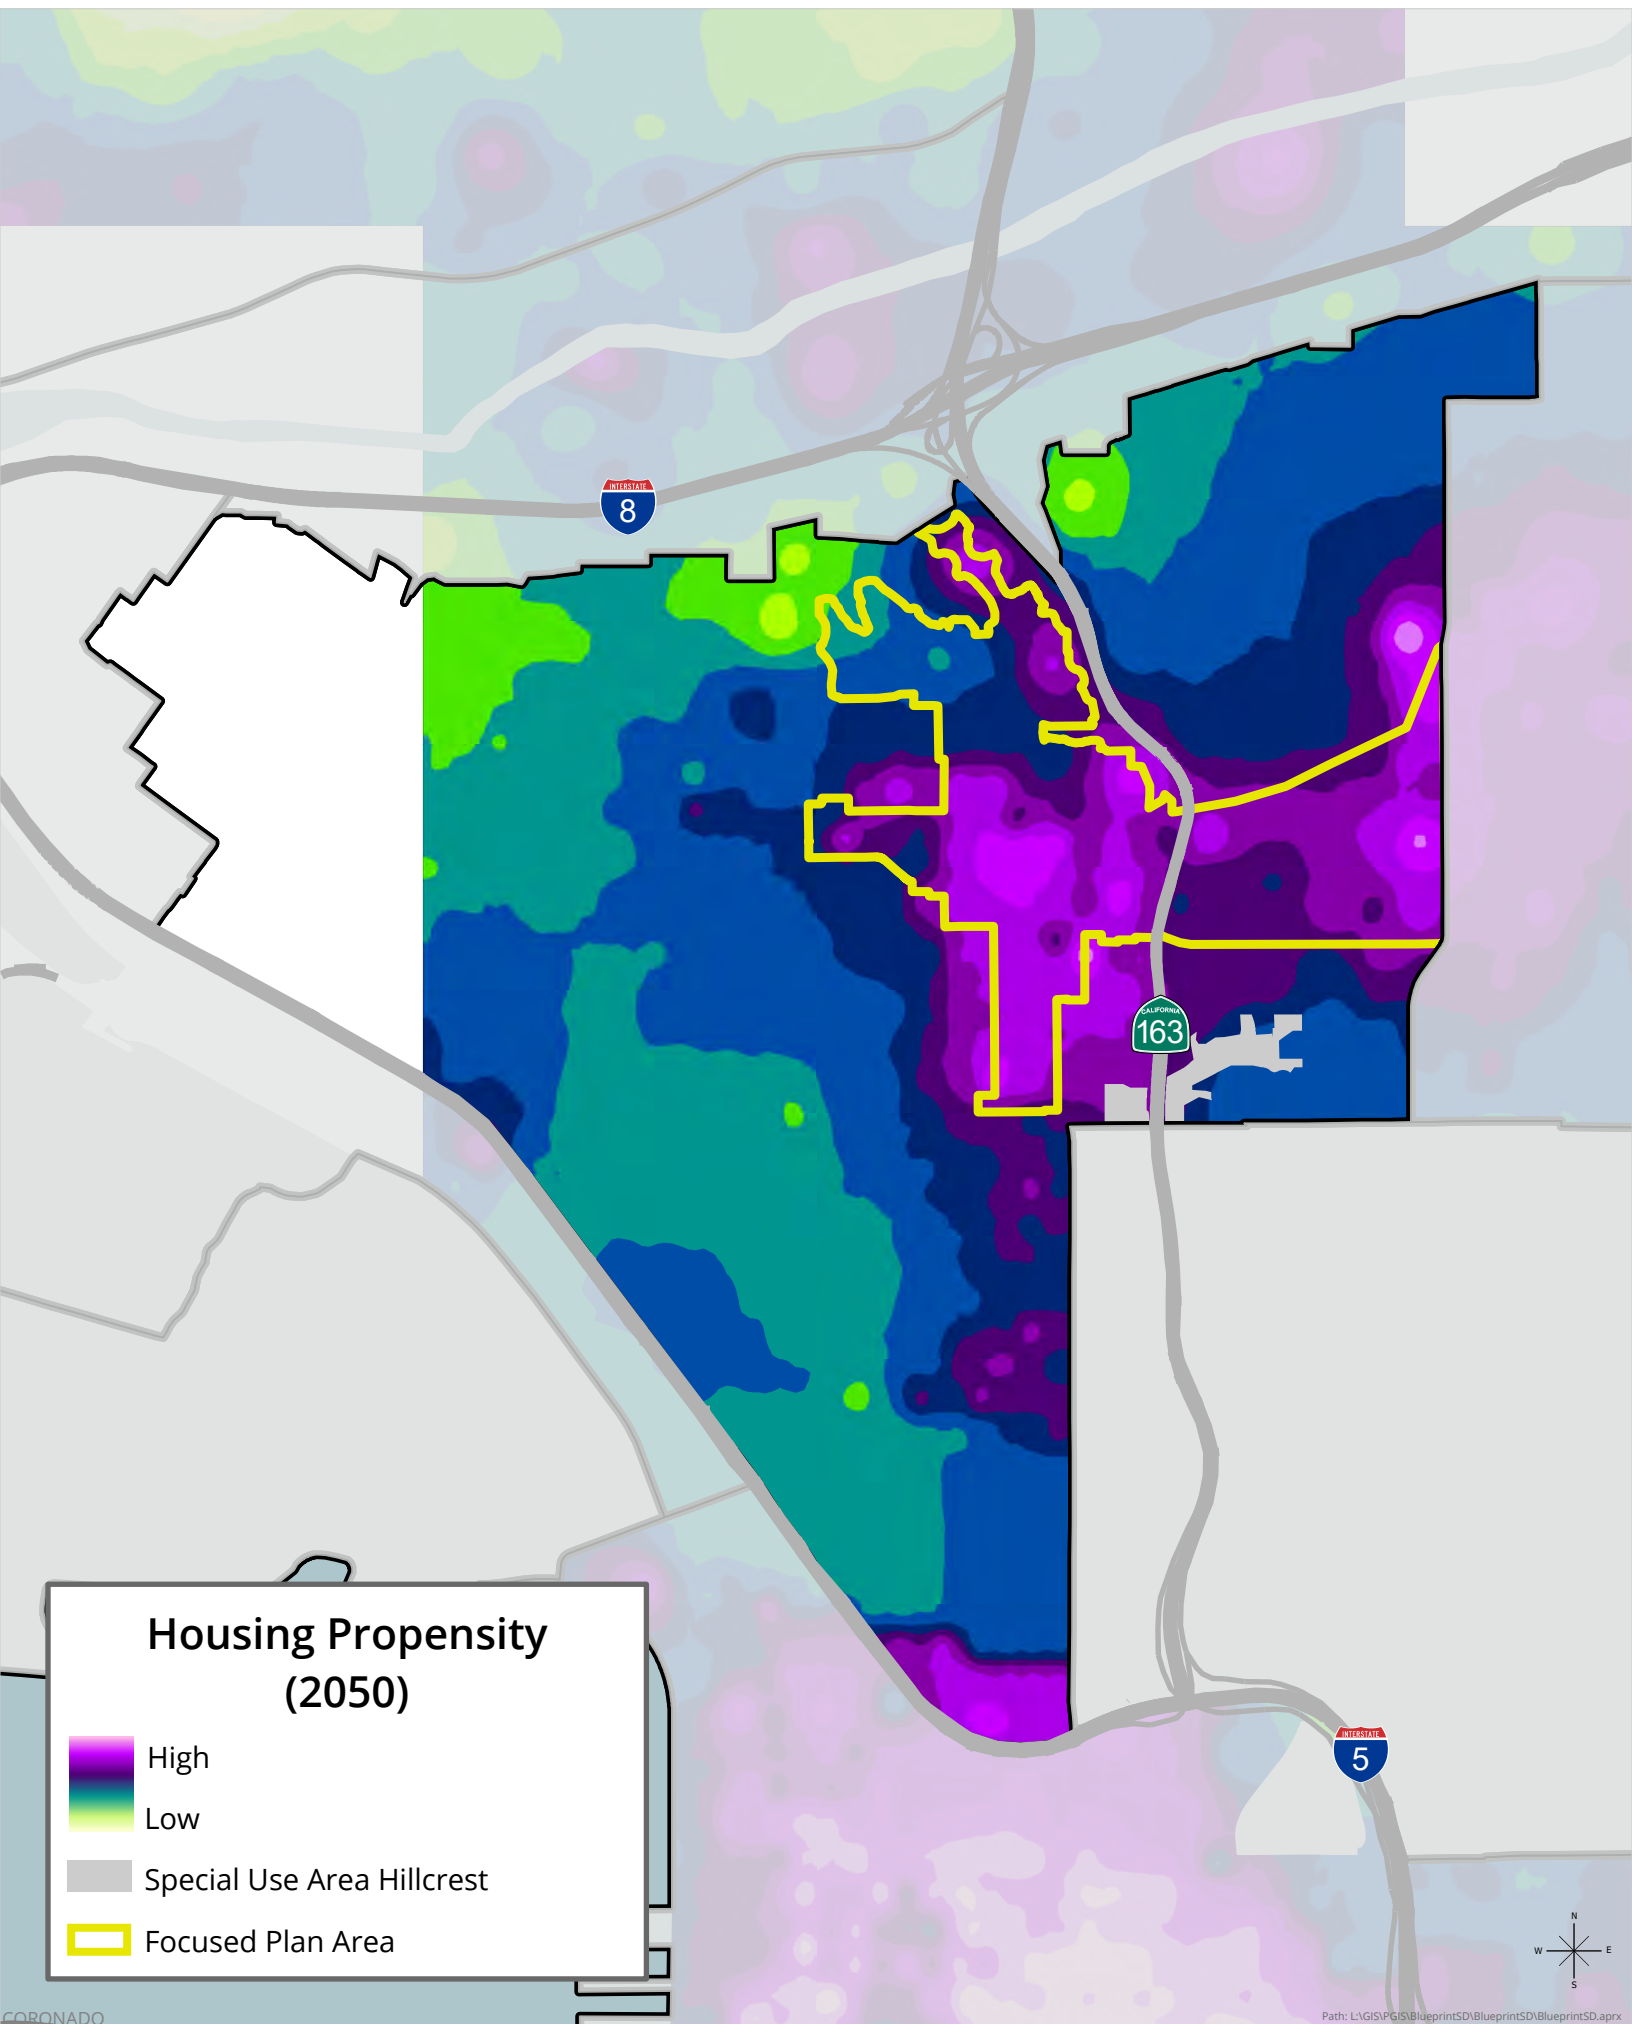 INTERSTATE
8
CALIFORNIA
163
Housing Propensity
(2050)
High
Low
Special Use Area Hillcrest
Focused Plan Area
INTERSTATE
5
N
W
E
S
CORONADO
Path: L:\GIS\PGIS\BlueprintSD\BlueprintSD\BlueprintSD.aprx